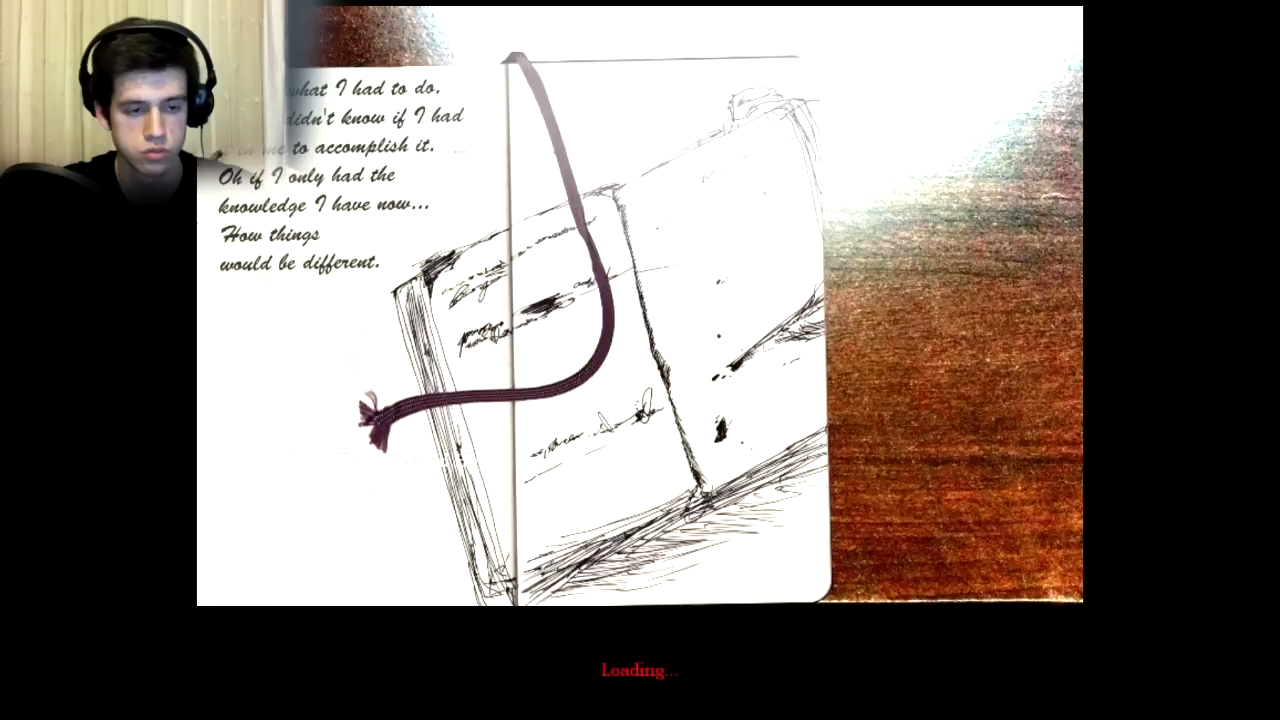 what I had to do.
didn't know if I had
me to accomplish it.
Oh if I only had the
knowledge I have now...
How things
would be different.
Loading...